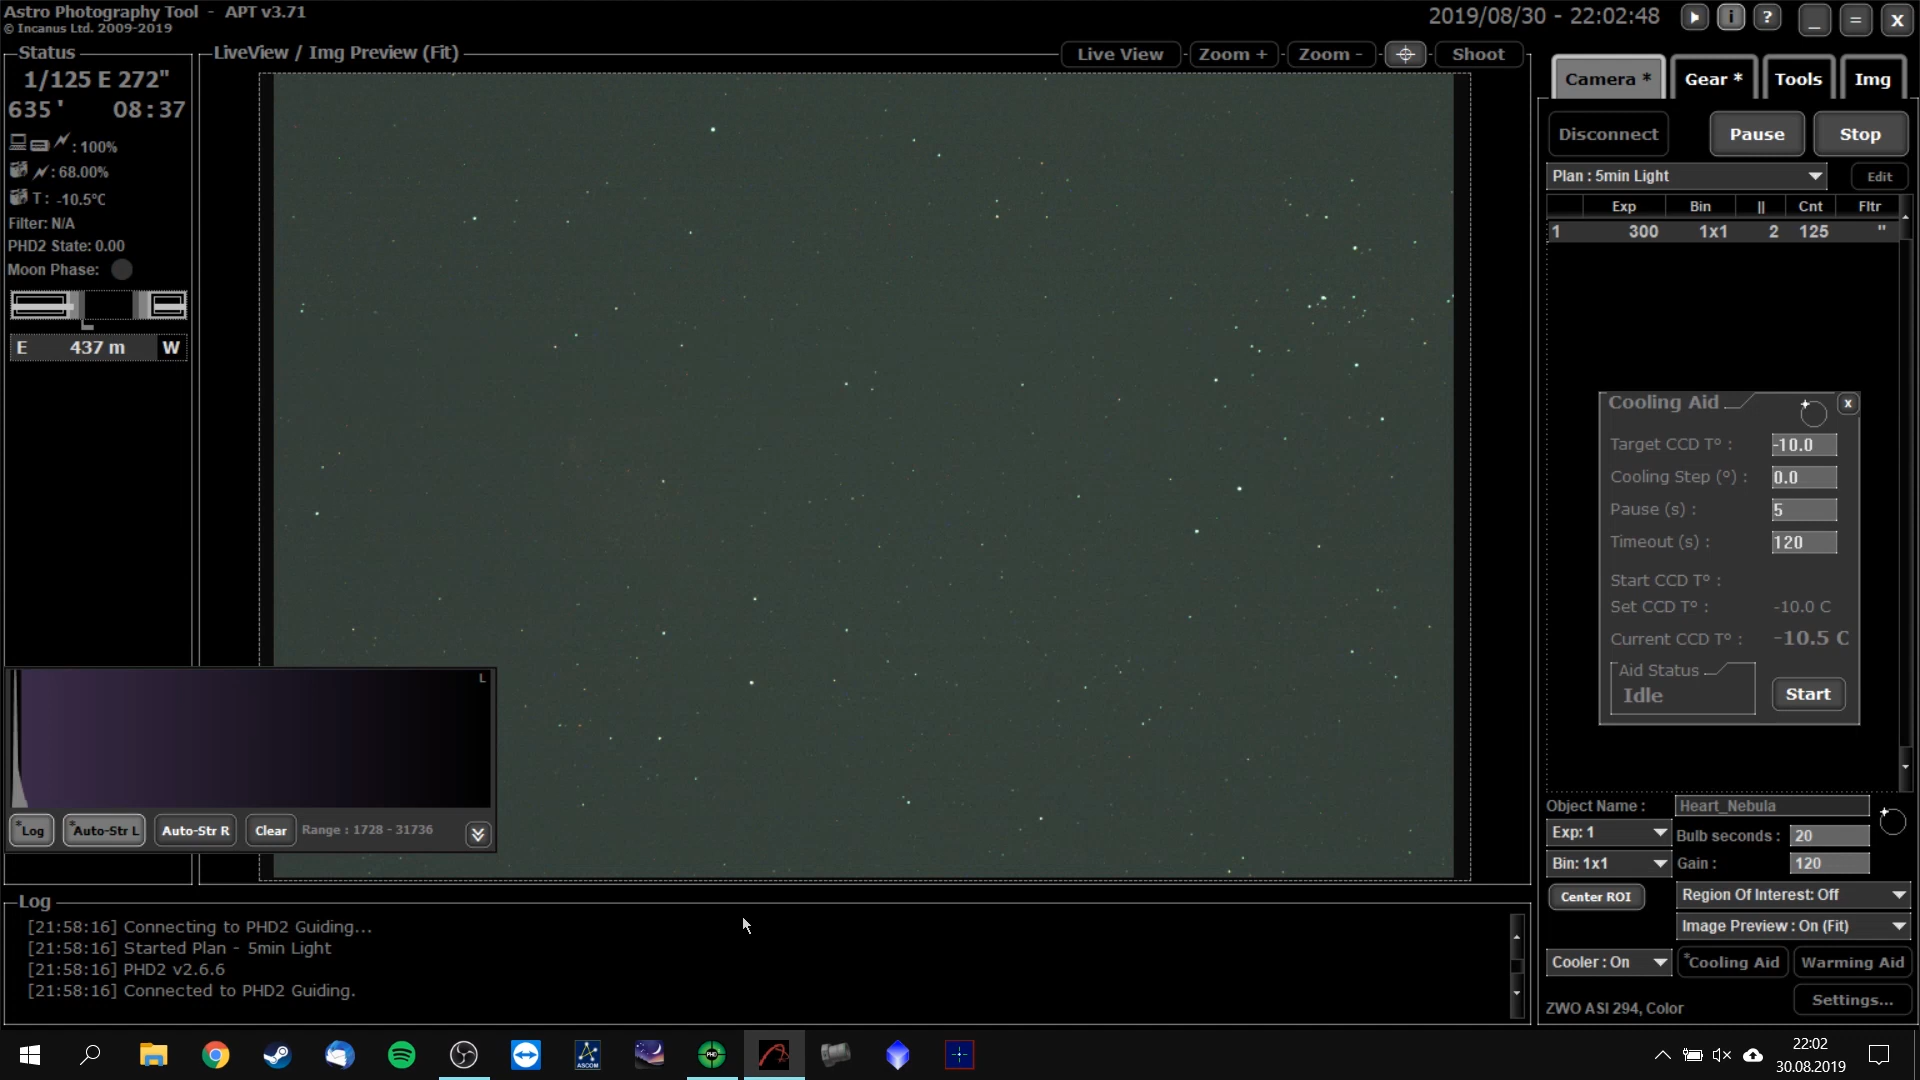 Astro Photography Tool - APT v3.71
© Incanus Ltd. 2009-2019
2019/08/30 - 22:02:48
i ? _ = x
Status
1/125 E 272"
635 ' 08:37
: 100%
: 68.00%
T : -10.5°C
Filter: N/A
PHD2 State: 0.00
Moon Phase:
E 437 m W
LiveView / Img Preview (Fit)
Live View Zoom + Zoom - Shoot
L
*Log *Auto-Str L Auto-Str R Clear Range : 1728 - 31736
Log
[21:58:16] Connecting to PHD2 Guiding...
[21:58:16] Started Plan - 5min Light
[21:58:16] PHD2 v2.6.6
[21:58:16] Connected to PHD2 Guiding.
Camera * Gear * Tools Img
Disconnect Pause Stop
Plan : 5min Light Edit
Exp Bin || Cnt Fltr
1 300 1x1 2 125 "
Cooling Aid x
Target CCD T° : -10.0
Cooling Step (°) : 0.0
Pause (s) : 5
Timeout (s) : 120
Start CCD T° :
Set CCD T° : -10.0 C
Current CCD T° : -10.5 C
Aid Status
Idle Start
Object Name : Heart_Nebula
Exp: 1 Bulb seconds : 20
Bin: 1x1 Gain : 120
Center ROI Region Of Interest: Off
Image Preview : On (Fit)
Cooler : On *Cooling Aid Warming Aid
ZWO ASI 294, Color Settings...
ASCOM PHD
22:02
30.08.2019